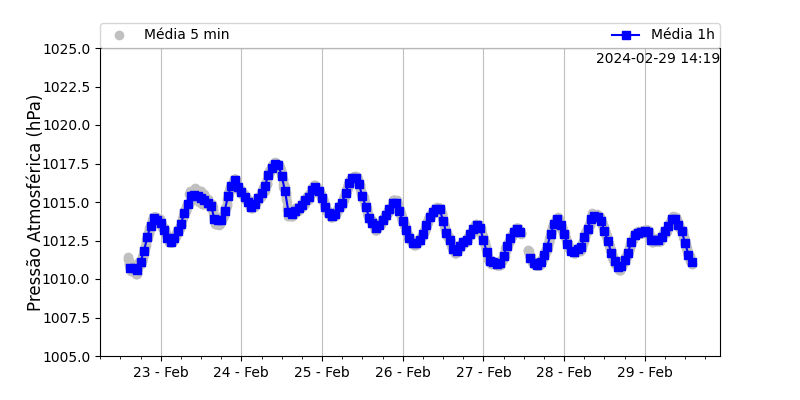 Média 5 min
Média 1h
2024-02-29 14:19
Pressão Atmosférica (hPa)
1025.0
1022.5
1020.0
1017.5
1015.0
1012.5
1010.0
1007.5
1005.0
23 - Feb
24 - Feb
25 - Feb
26 - Feb
27 - Feb
28 - Feb
29 - Feb